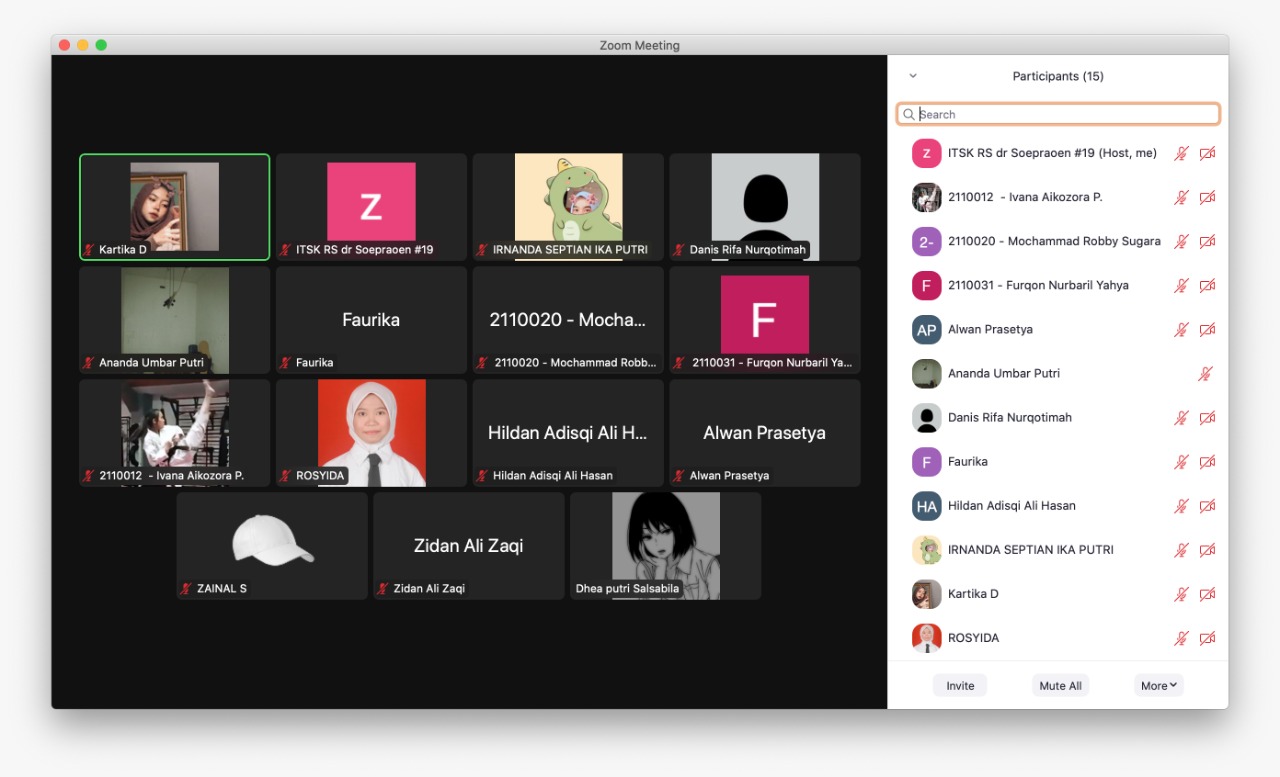 Zoom Meeting
Kartika D
Z
ITSK RS dr Soepraoen #19
IRNANDA SEPTIAN IKA PUTRI
Danis Rifa Nurqotimah
Ananda Umbar Putri
Faurika
Faurika
2110020 - Mocha...
2110020 - Mochammad Robb...
F
2110031 - Furqon Nurbaril Ya...
2110012 - Ivana Aikozora P.
ROSYIDA
Hildan Adisqi Ali H...
Hildan Adisqi Ali Hasan
Alwan Prasetya
Alwan Prasetya
ZAINAL S
Zidan Ali Zaqi
Zidan Ali Zaqi
Dhea putri Salsabila
Participants (15)
Search
Z ITSK RS dr Soepraoen #19 (Host, me)
2110012 - Ivana Aikozora P.
2- 2110020 - Mochammad Robby Sugara
F 2110031 - Furqon Nurbaril Yahya
AP Alwan Prasetya
Ananda Umbar Putri
Danis Rifa Nurqotimah
F Faurika
HA Hildan Adisqi Ali Hasan
IRNANDA SEPTIAN IKA PUTRI
Kartika D
ROSYIDA
Invite Mute All More